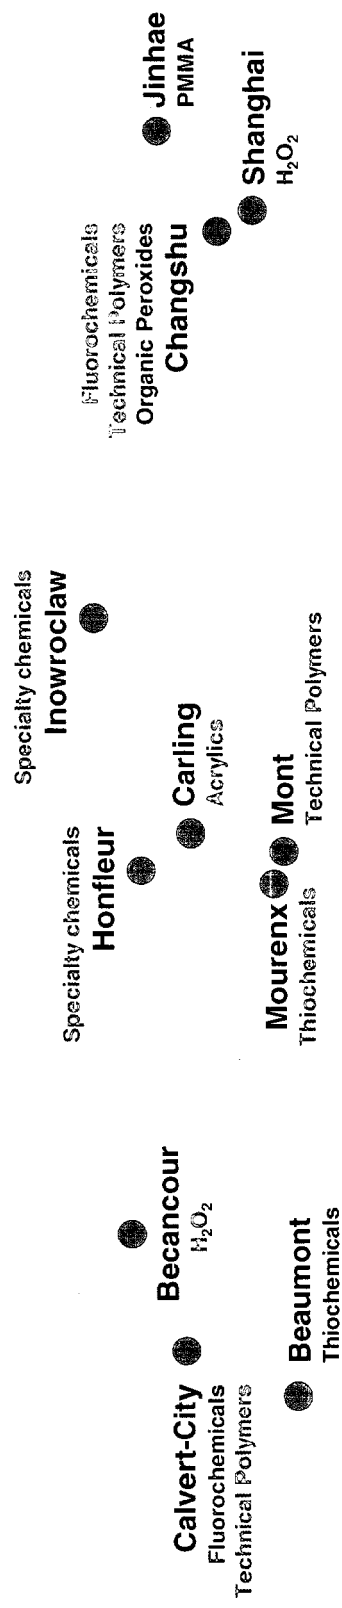 Calvert-City
Fluorochemicals
Technical Polymers
Becancour
H₂O₂
Beaumont
Thiochemicals
Specialty chemicals
Honfleur
Carling
Acrylics
Mourenx
Thiochemicals
Mont
Technical Polymers
Specialty chemicals
Inowroclaw
Fluorochemicals
Technical Polymers
Organic Peroxides
Changshu
Jinhae
PMMA
Shanghai
H₂O₂